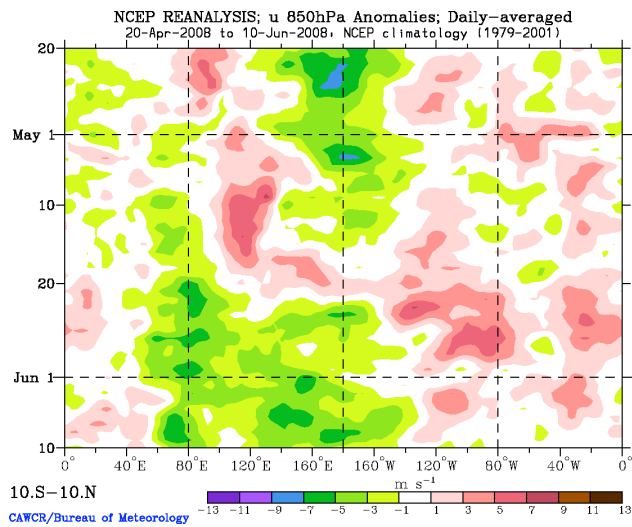 NCEP REANALYSIS; u 850hPa Anomalies; Daily-averaged
20-Apr-2008 to 10-Jun-2008: NCEP climatology (1979-2001)
20
May 1
10
20
Jun 1
10
0° 40°E 80°E 120°E 160°E 160°W 120°W 80°W 40°W 0°
m s⁻¹
10.S-10.N
-13 -11 -9 -7 -5 -3 -1 1 3 5 7 9 11 13
CAWCR/Bureau of Meteorology